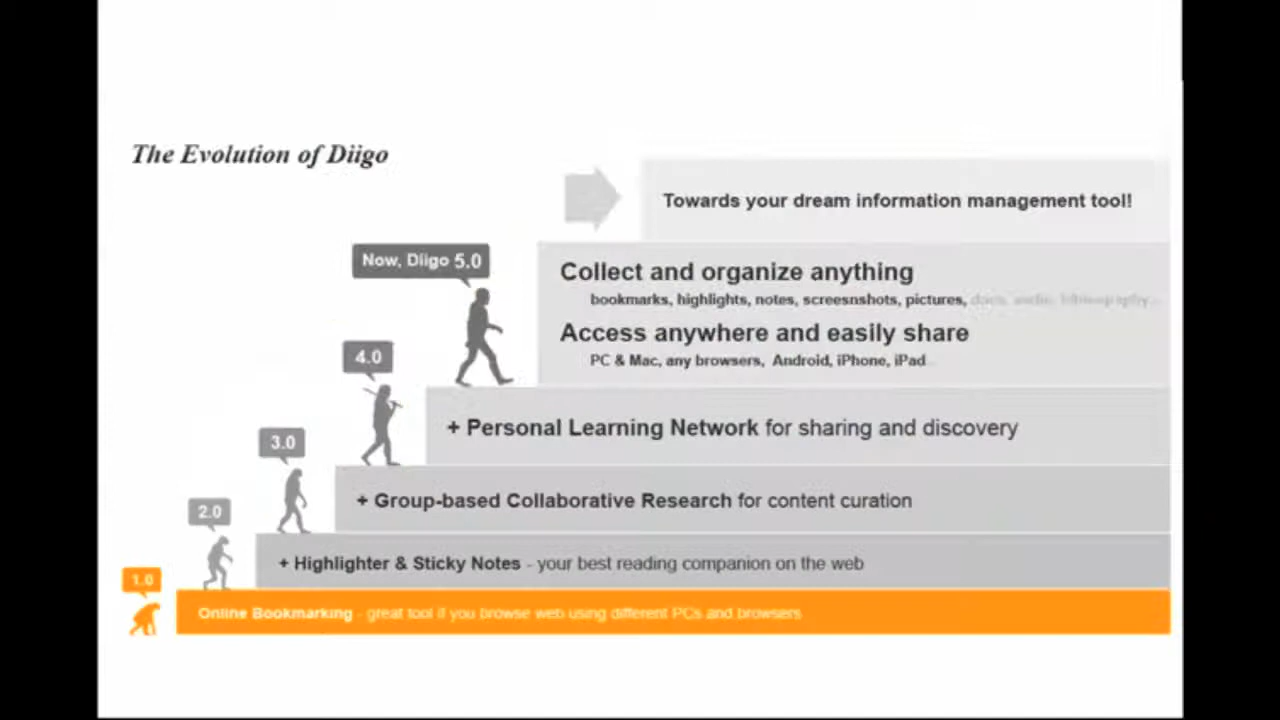 The Evolution of Diigo
Towards your dream information management tool!
Now, Diigo 5.0
Collect and organize anything
bookmarks, highlights, notes, screesnshots, pictures, docs, audio, bibliography...
Access anywhere and easily share
PC & Mac, any browsers, Android, iPhone, iPad
4.0
+ Personal Learning Network for sharing and discovery
3.0
+ Group-based Collaborative Research for content curation
2.0
+ Highlighter & Sticky Notes - your best reading companion on the web
1.0
Online Bookmarking - great tool if you browse web using different PCs and browsers